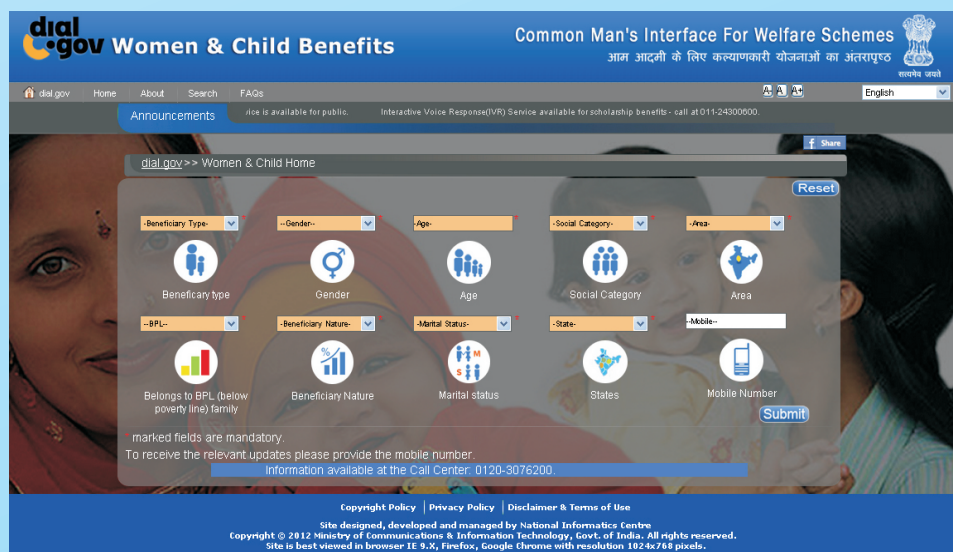 dial.gov Women & Child Benefits
Common Man's Interface For Welfare Schemes
आम आदमी के लिए कल्याणकारी योजनाओं का अंतरापृष्ठ
सत्यमेव जयते
dial.gov Home About Search FAQs A- A A+ English
Announcements vice is available for public. Interactive Voice Response(IVR) Service available for scholarship benefits - call at 011-24300600.
f Share
dial.gov >> Women & Child Home
Reset
-Beneficiary Type- * --Gender-- * -Age- * -Social Category- * -Area- *
Beneficary type Gender Age Social Category Area
--BPL-- * -Beneficiary Nature- * -Marital Status- * -State- * --Mobile--
% M S
Belongs to BPL (below poverty line) family Beneficiary Nature Marital status States Mobile Number
Submit
* marked fields are mandatory.
To receive the relevant updates please provide the mobile number.
Information available at the Call Center: 0120-3076200.
Copyright Policy | Privacy Policy | Disclaimer & Terms of Use
Site designed, developed and managed by National Informatics Centre
Copyright © 2012 Ministry of Communications & Information Technology, Govt. of India. All rights reserved.
Site is best viewed in browser IE 9.X, Firefox, Google Chrome with resolution 1024x768 pixels.